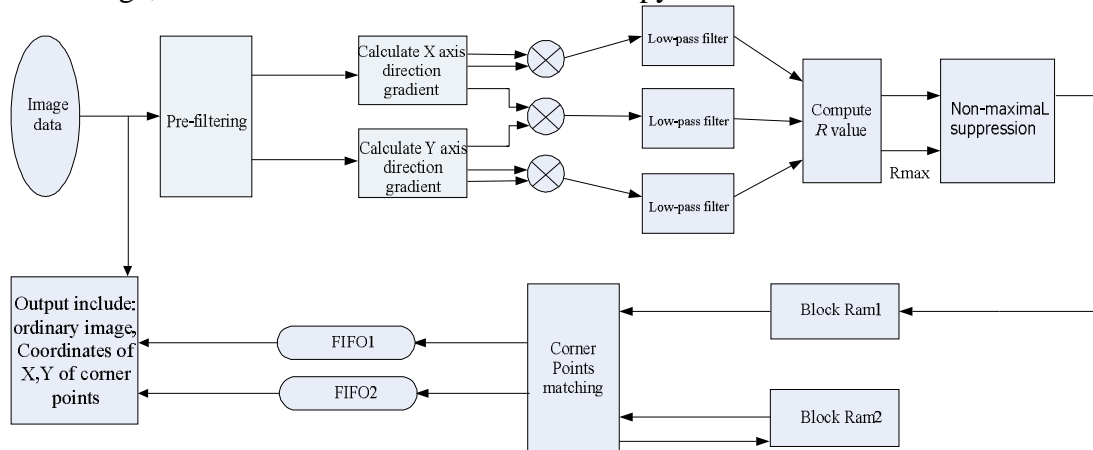 Image
data
Pre-filtering
Calculate X axis
direction
gradient
Calculate Y axis
direction
gradient
Low-pass filter
Low-pass filter
Low-pass filter
Compute
R value
Rmax
Non-maximaL
suppression
Output include:
ordinary image,
Coordinates of
X,Y of corner
points
FIFO1
FIFO2
Corner
Points
matching
Block Ram1
Block Ram2